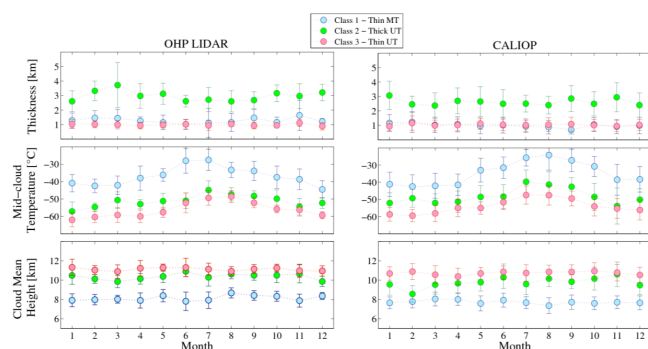 Class 1 – Thin MT
Class 2 – Thick UT
Class 3 – Thin UT
OHP LIDAR
CALIOP
Thickness [km]
5
4
3
2
1
5
4
3
2
1
Mid–cloud
Temperature [°C]
-30
-40
-50
-60
-30
-40
-50
-60
Cloud Mean
Height [km]
12
10
8
6
12
10
8
6
1 2 3 4 5 6 7 8 9 10 11 12
1 2 3 4 5 6 7 8 9 10 11 12
Month
Month